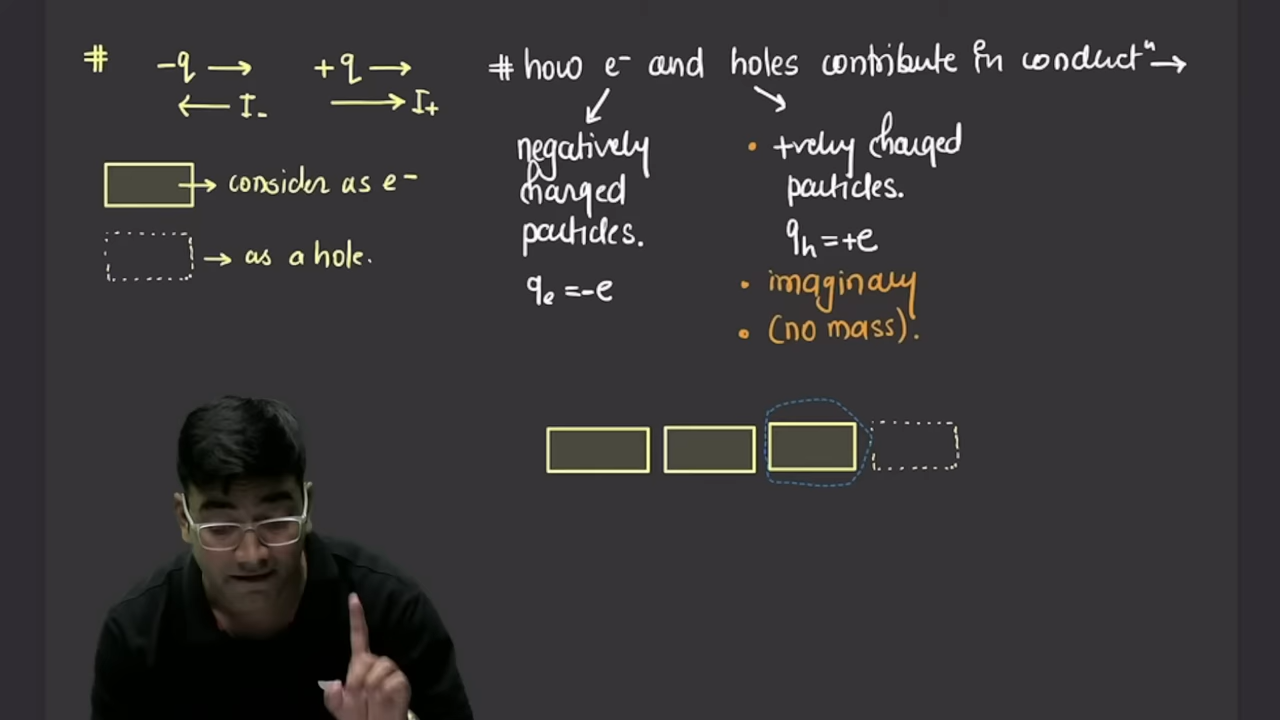 # -q → +q →
← I₋ → I₊
→ consider as e⁻
→ as a hole.
# how e⁻ and holes contribute in conductⁿ →
negatively
charged
particles.
qₑ = -e
• +vely charged
particles.
qₕ = +e
• imaginary
• (no mass).